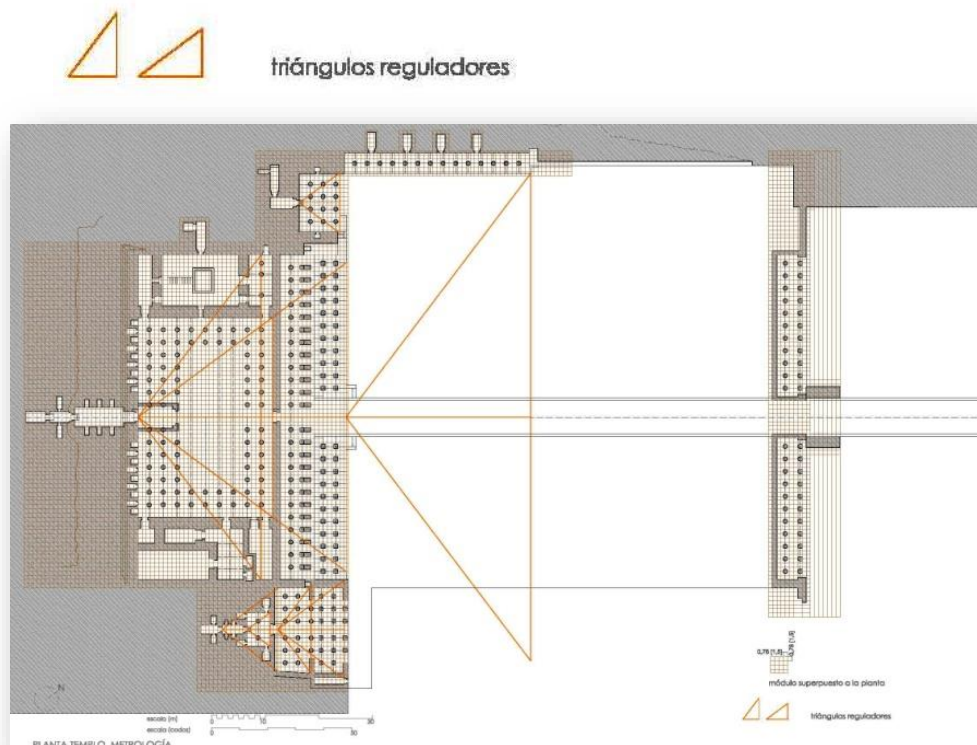 triángulos reguladores
N
0,78 [1,5]
0,78 [1,5]
módulo superpuesto a la planta
triángulos reguladores
escala [m]
0 10 30
escala [codos]
0 30
PLANTA TEMPLO. METROLOGÍA